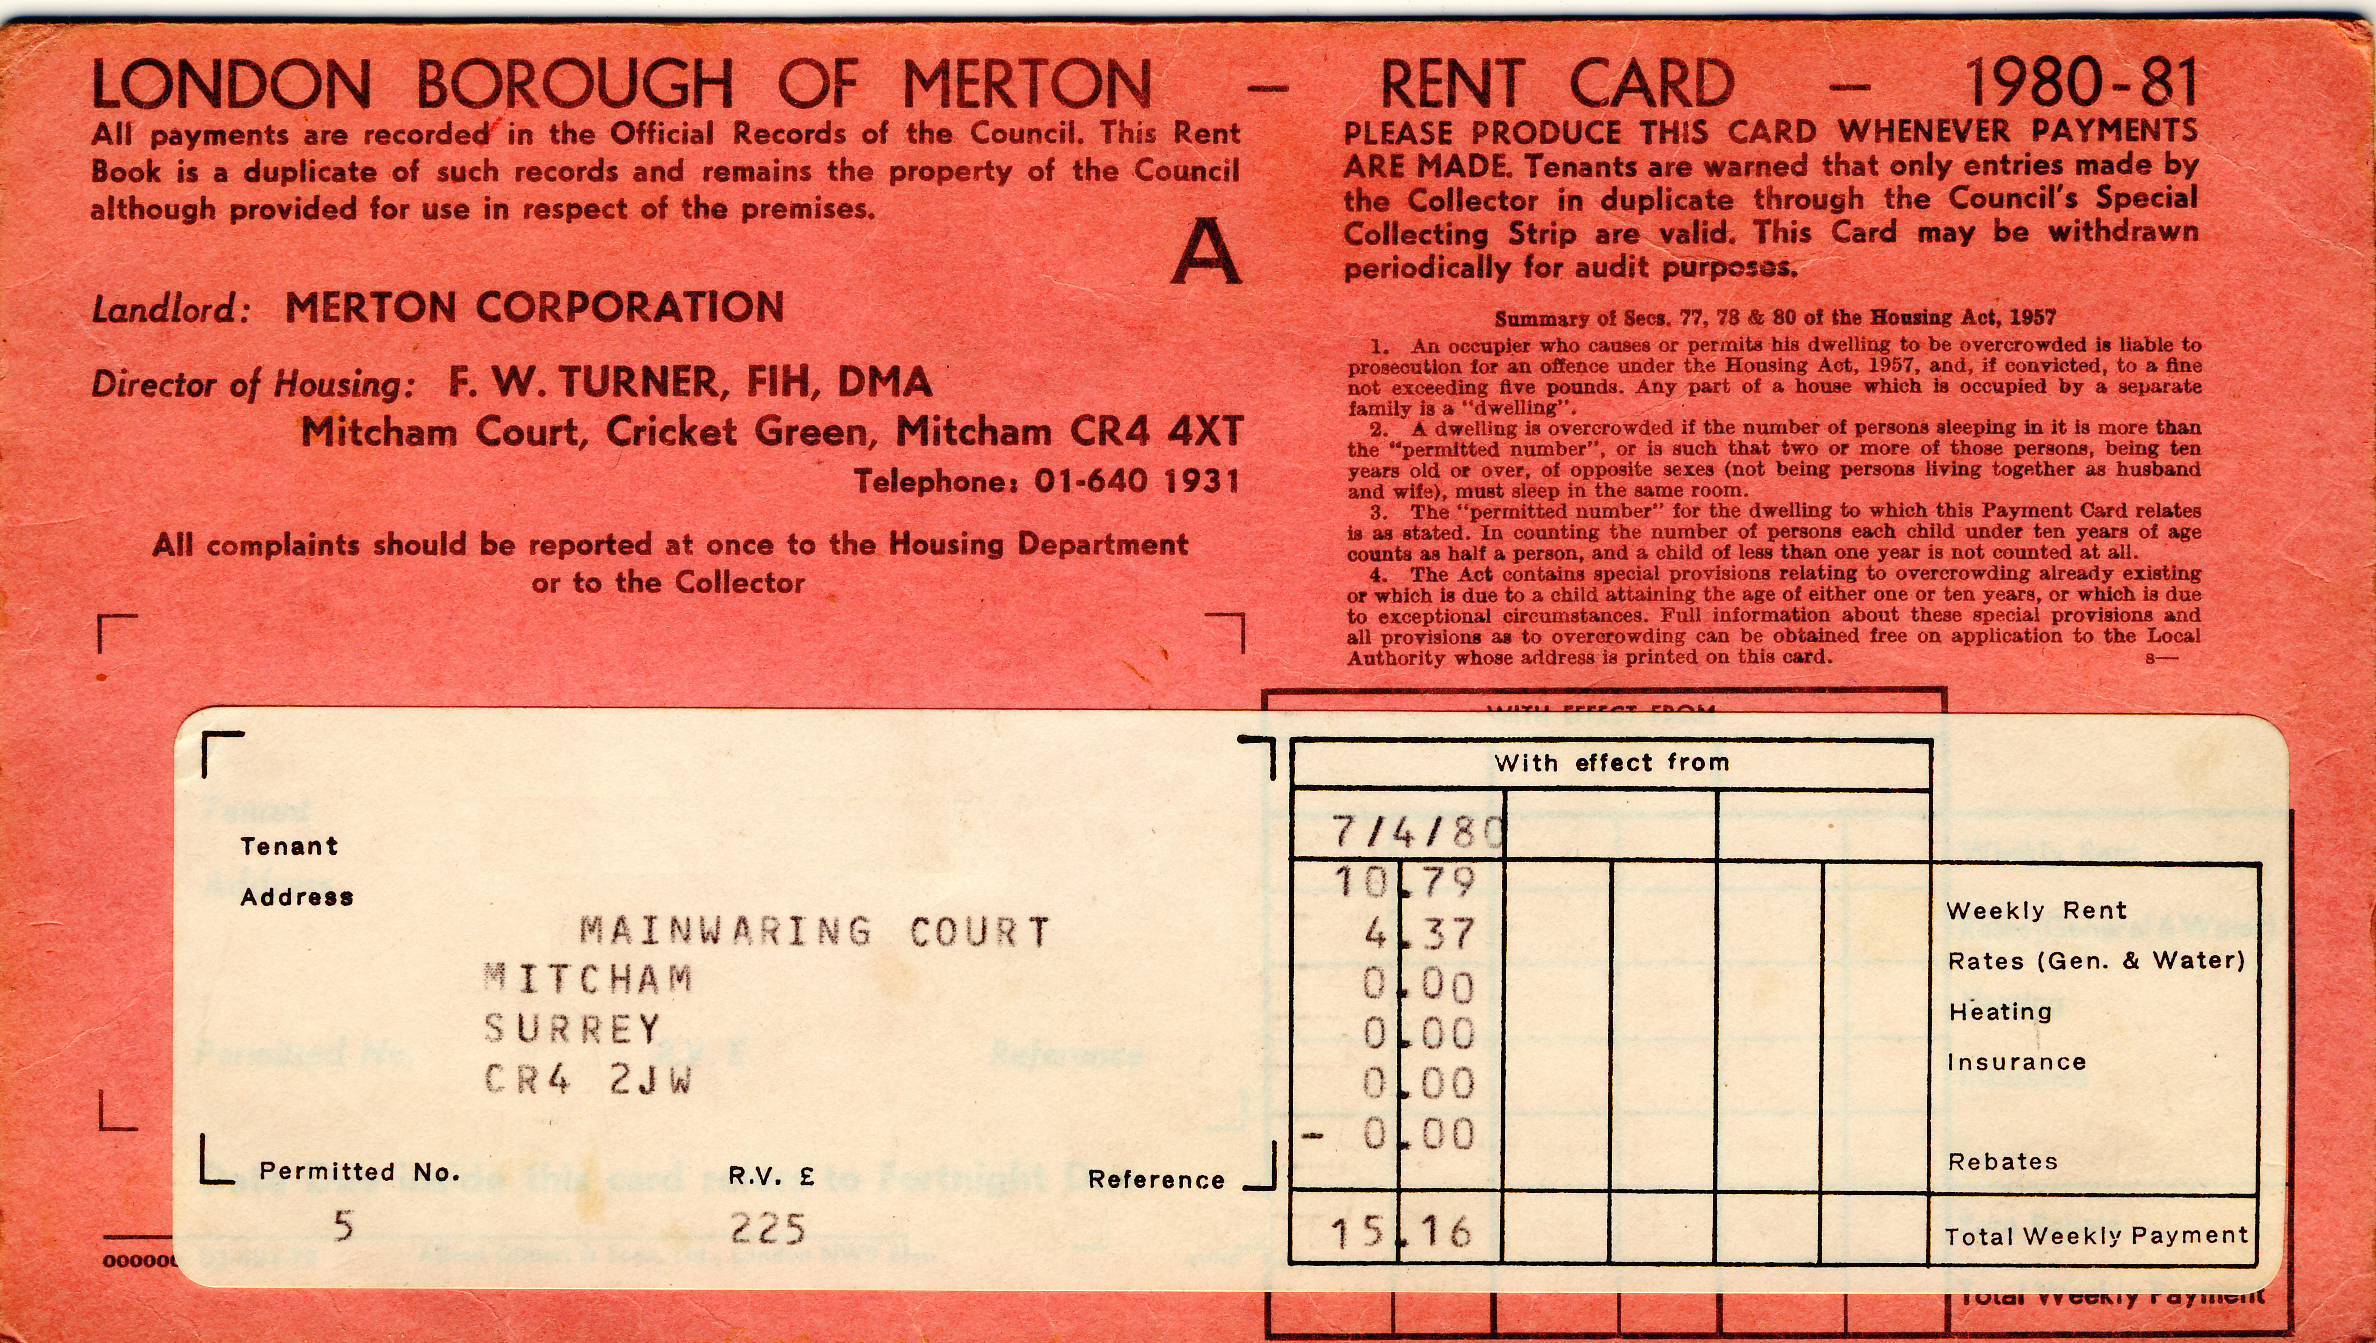 LONDON BOROUGH OF MERTON — RENT CARD — 1980-81
All payments are recorded in the Official Records of the Council. This Rent
Book is a duplicate of such records and remains the property of the Council
although provided for use in respect of the premises.
A
Landlord: MERTON CORPORATION
Director of Housing: F. W. TURNER, FIH, DMA
Mitcham Court, Cricket Green, Mitcham CR4 4XT
Telephone: 01-640 1931
All complaints should be reported at once to the Housing Department
or to the Collector
PLEASE PRODUCE THIS CARD WHENEVER PAYMENTS
ARE MADE. Tenants are warned that only entries made by
the Collector in duplicate through the Council's Special
Collecting Strip are valid. This Card may be withdrawn
periodically for audit purposes.
Summary of Secs. 77, 78 & 80 of the Housing Act, 1957
1. An occupier who causes or permits his dwelling to be overcrowded is liable to
prosecution for an offence under the Housing Act, 1957, and, if convicted, to a fine
not exceeding five pounds. Any part of a house which is occupied by a separate
family is a "dwelling".
2. A dwelling is overcrowded if the number of persons sleeping in it is more than
the "permitted number", or is such that two or more of those persons, being ten
years old or over, of opposite sexes (not being persons living together as husband
and wife), must sleep in the same room.
3. The "permitted number" for the dwelling to which this Payment Card relates
is as stated. In counting the number of persons each child under ten years of age
counts as half a person, and a child of less than one year is not counted at all.
4. The Act contains special provisions relating to overcrowding already existing
or which is due to a child attaining the age of either one or ten years, or which is due
to exceptional circumstances. Full information about these special provisions and
all provisions as to overcrowding can be obtained free on application to the Local
Authority whose address is printed on this card. s—
WITH EFFECT FROM
Tenant
Address
MAINWARING COURT
MITCHAM
SURREY
CR4 2JW
Permitted No. R.V. £ Reference
5 225
000000
With effect from
7/4/80
10.79 Weekly Rent
4.37 Rates (Gen. & Water)
0.00 Heating
0.00 Insurance
0.00
- 0.00 Rebates
15.16 Total Weekly Payment
Total Weekly Payment